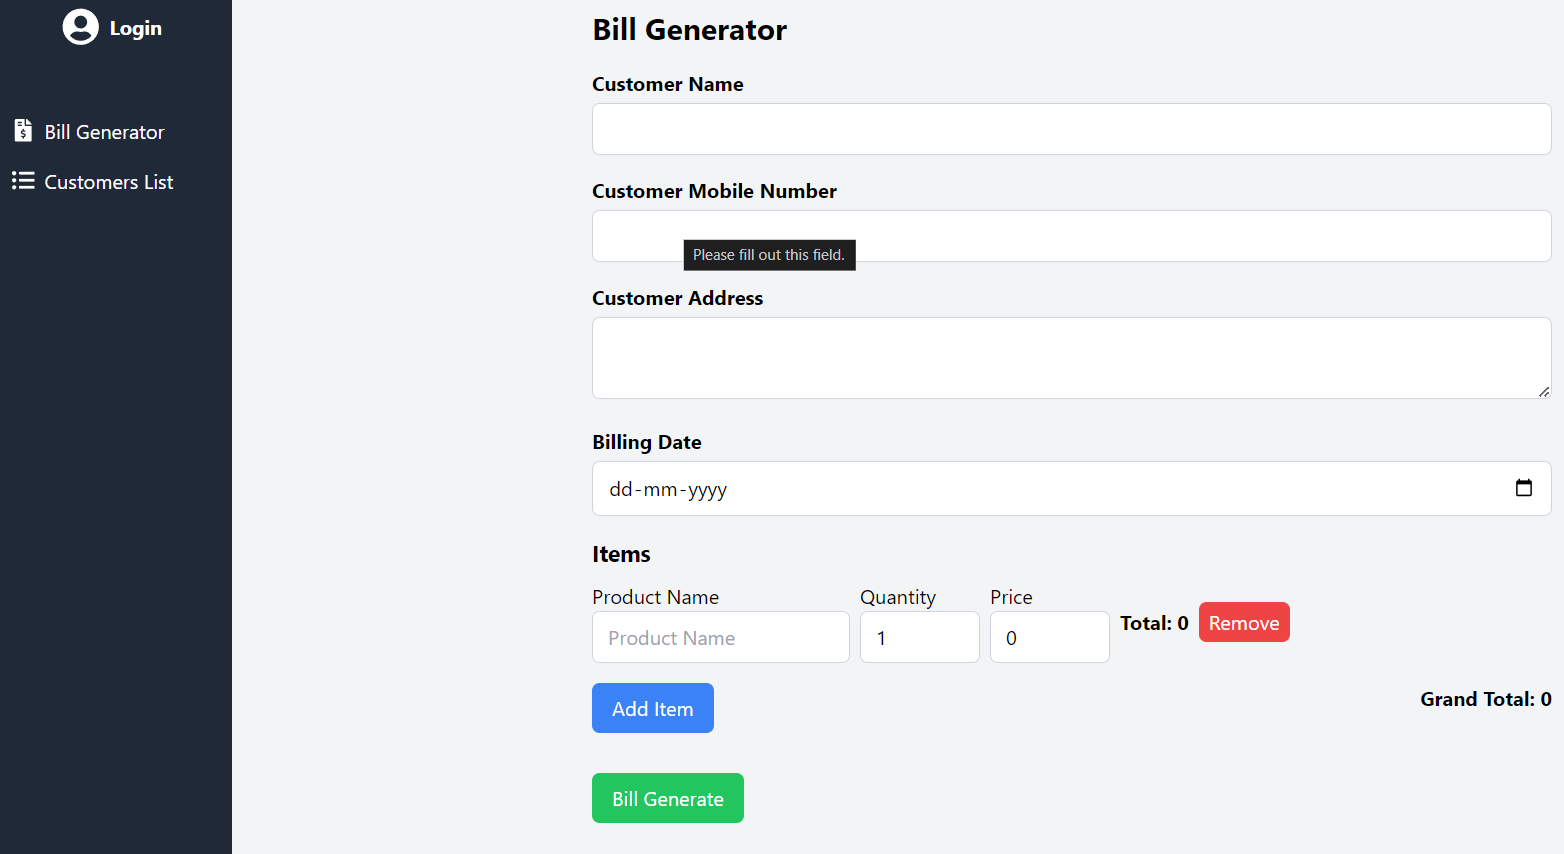 Login
Bill Generator
Customers List
Bill Generator
Customer Name
Customer Mobile Number
Please fill out this field.
Customer Address
Billing Date
dd-mm-yyyy
Items
Product Name Quantity Price
Product Name 1 0 Total: 0 Remove
Add Item Grand Total: 0
Bill Generate